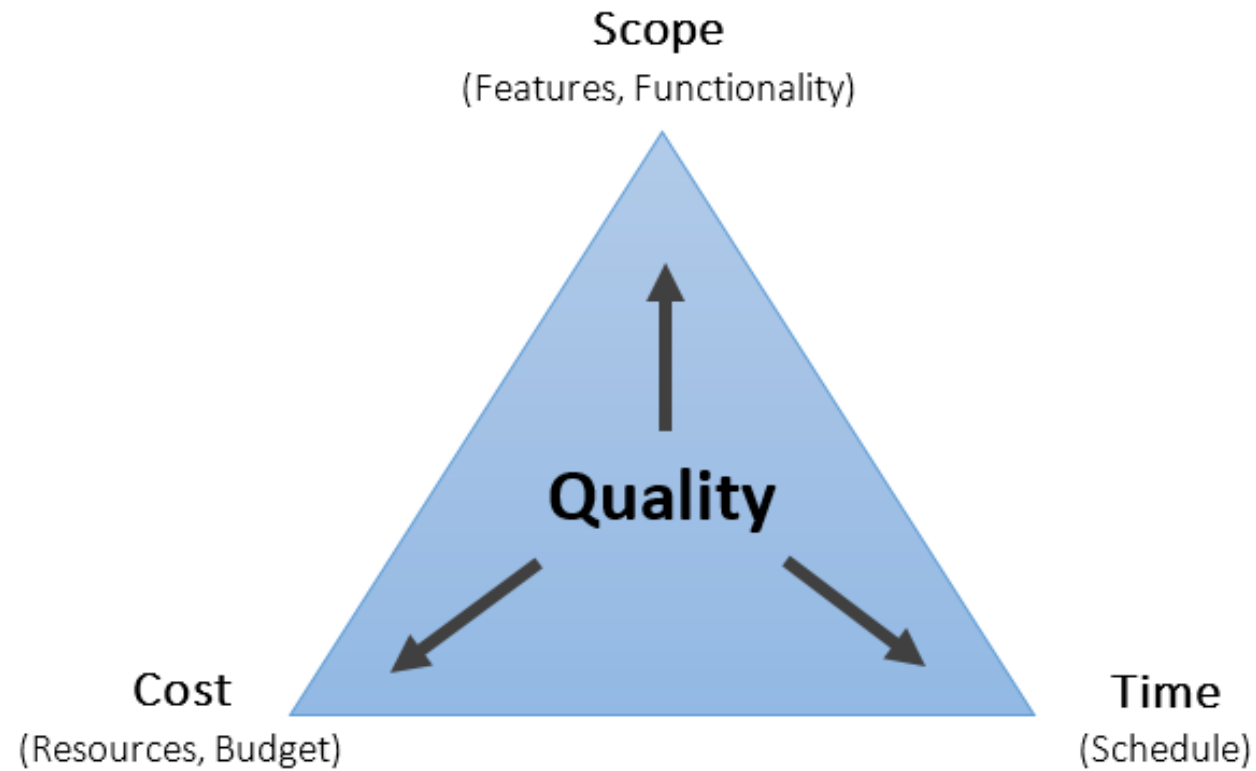 Scope
(Features, Functionality)
Quality
Cost
(Resources, Budget)
Time
(Schedule)